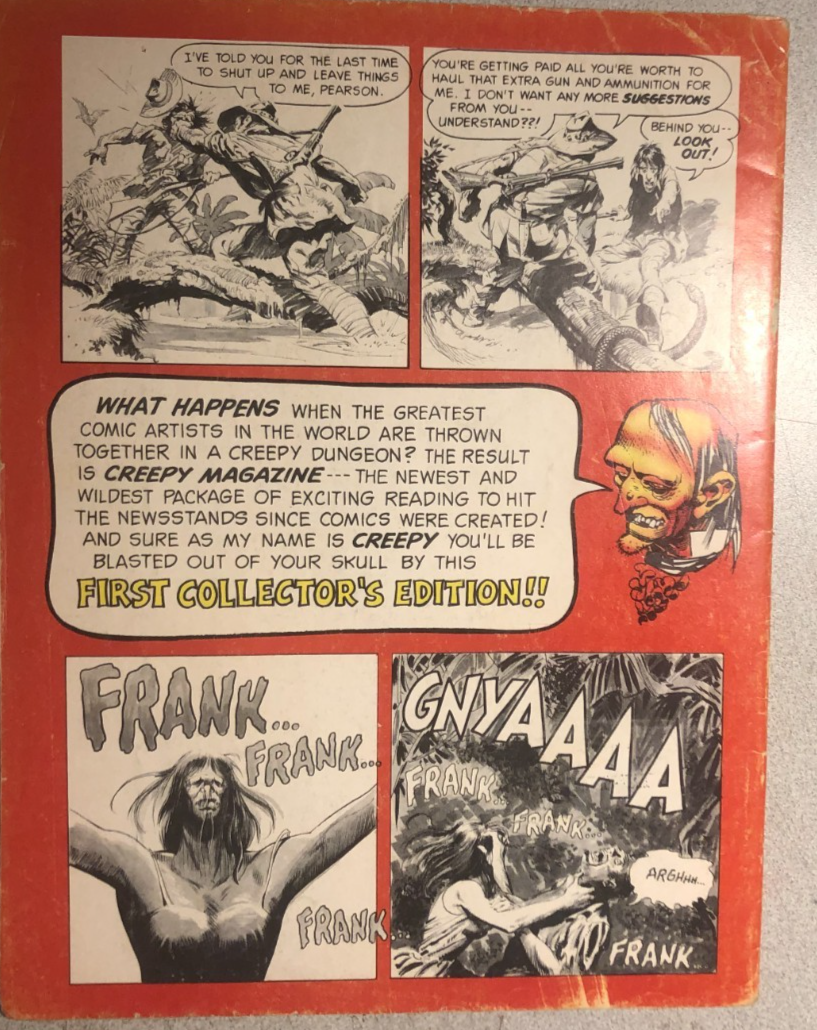 I'VE TOLD YOU FOR THE LAST TIME
TO SHUT UP AND LEAVE THINGS
TO ME, PEARSON.
YOU'RE GETTING PAID ALL YOU'RE WORTH TO
HAUL THAT EXTRA GUN AND AMMUNITION FOR
ME. I DON'T WANT ANY MORE SUGGESTIONS
FROM YOU--
UNDERSTAND??!
BEHIND YOU--
LOOK
OUT!
WHAT HAPPENS WHEN THE GREATEST
COMIC ARTISTS IN THE WORLD ARE THROWN
TOGETHER IN A CREEPY DUNGEON? THE RESULT
IS CREEPY MAGAZINE---THE NEWEST AND
WILDEST PACKAGE OF EXCITING READING TO HIT
THE NEWSSTANDS SINCE COMICS WERE CREATED!
AND SURE AS MY NAME IS CREEPY YOU'LL BE
BLASTED OUT OF YOUR SKULL BY THIS
FIRST COLLECTOR'S EDITION!!
FRANK...
FRANK...
FRANK..
GNYAAAAA
FRANK..
FRANK...
ARGHHH...
FRANK